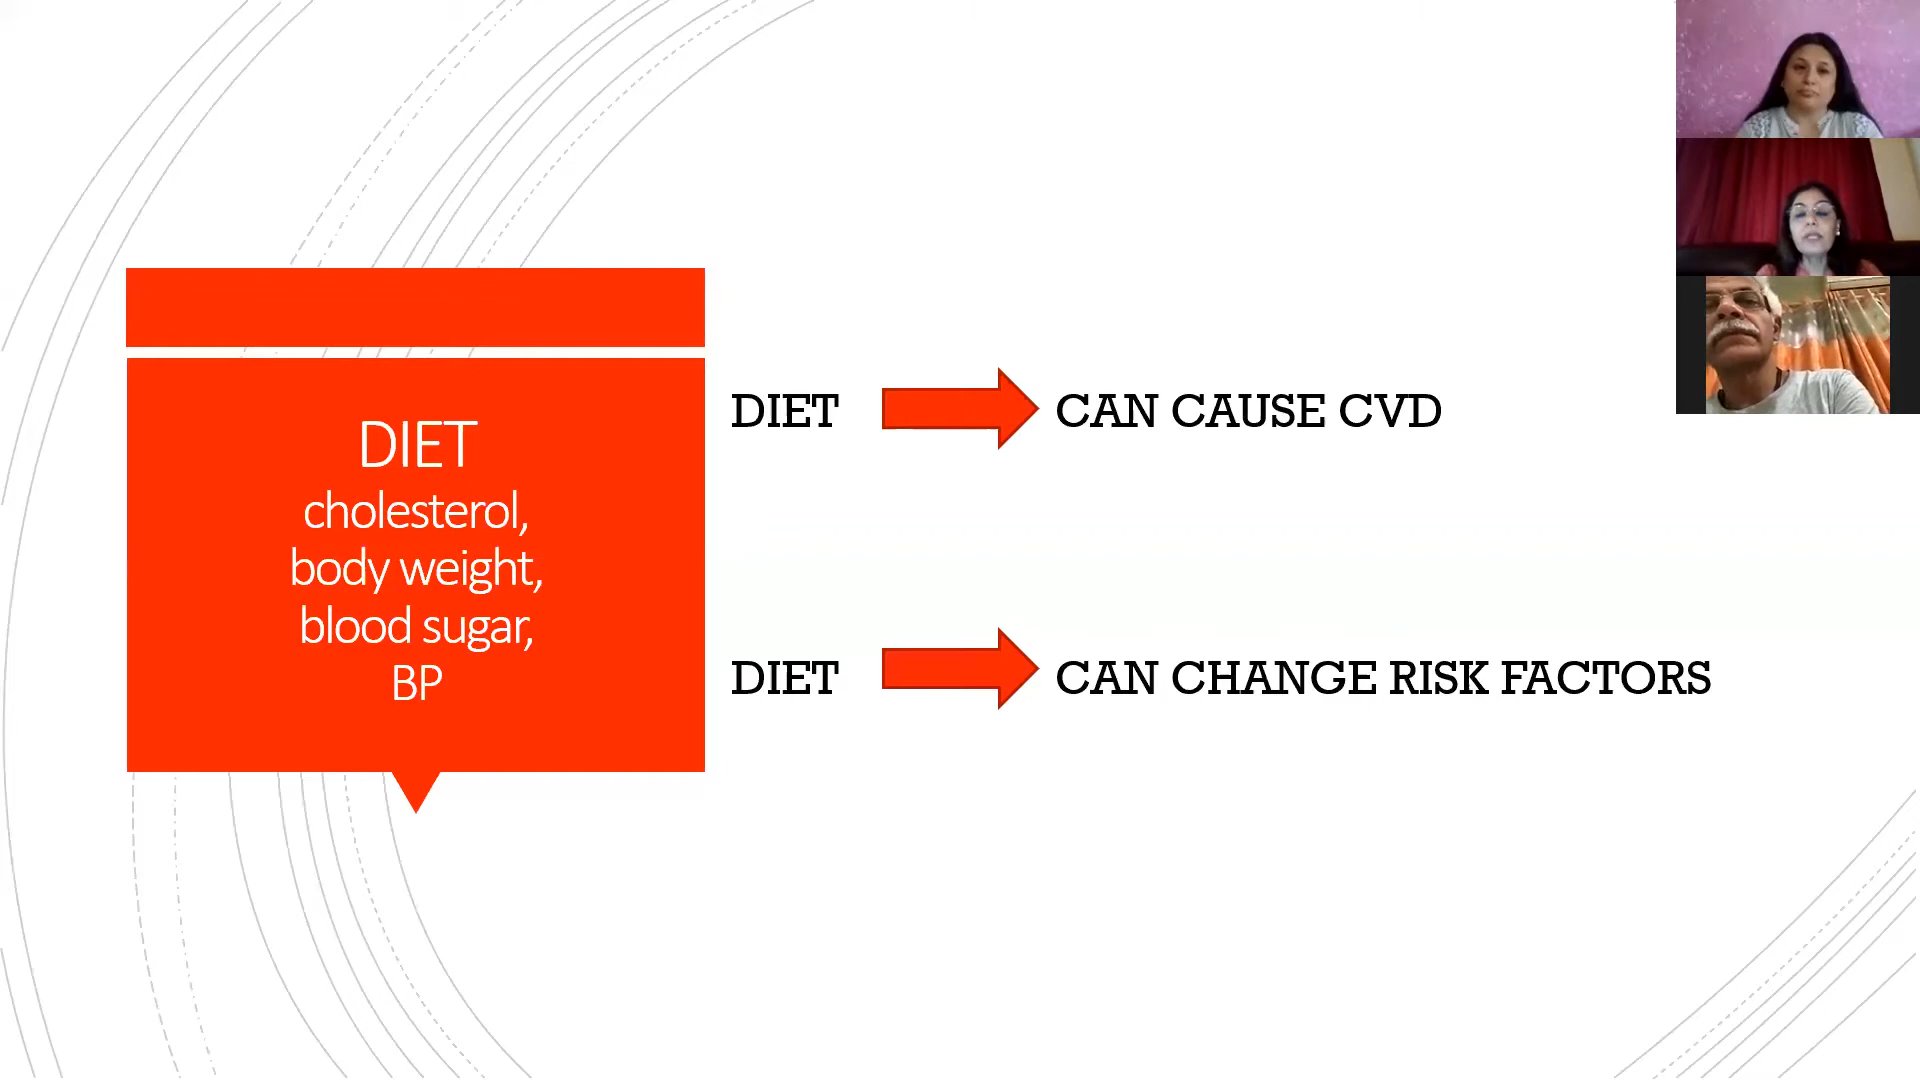 DIET
cholesterol,
body weight,
blood sugar,
BP
DIET CAN CAUSE CVD
DIET CAN CHANGE RISK FACTORS